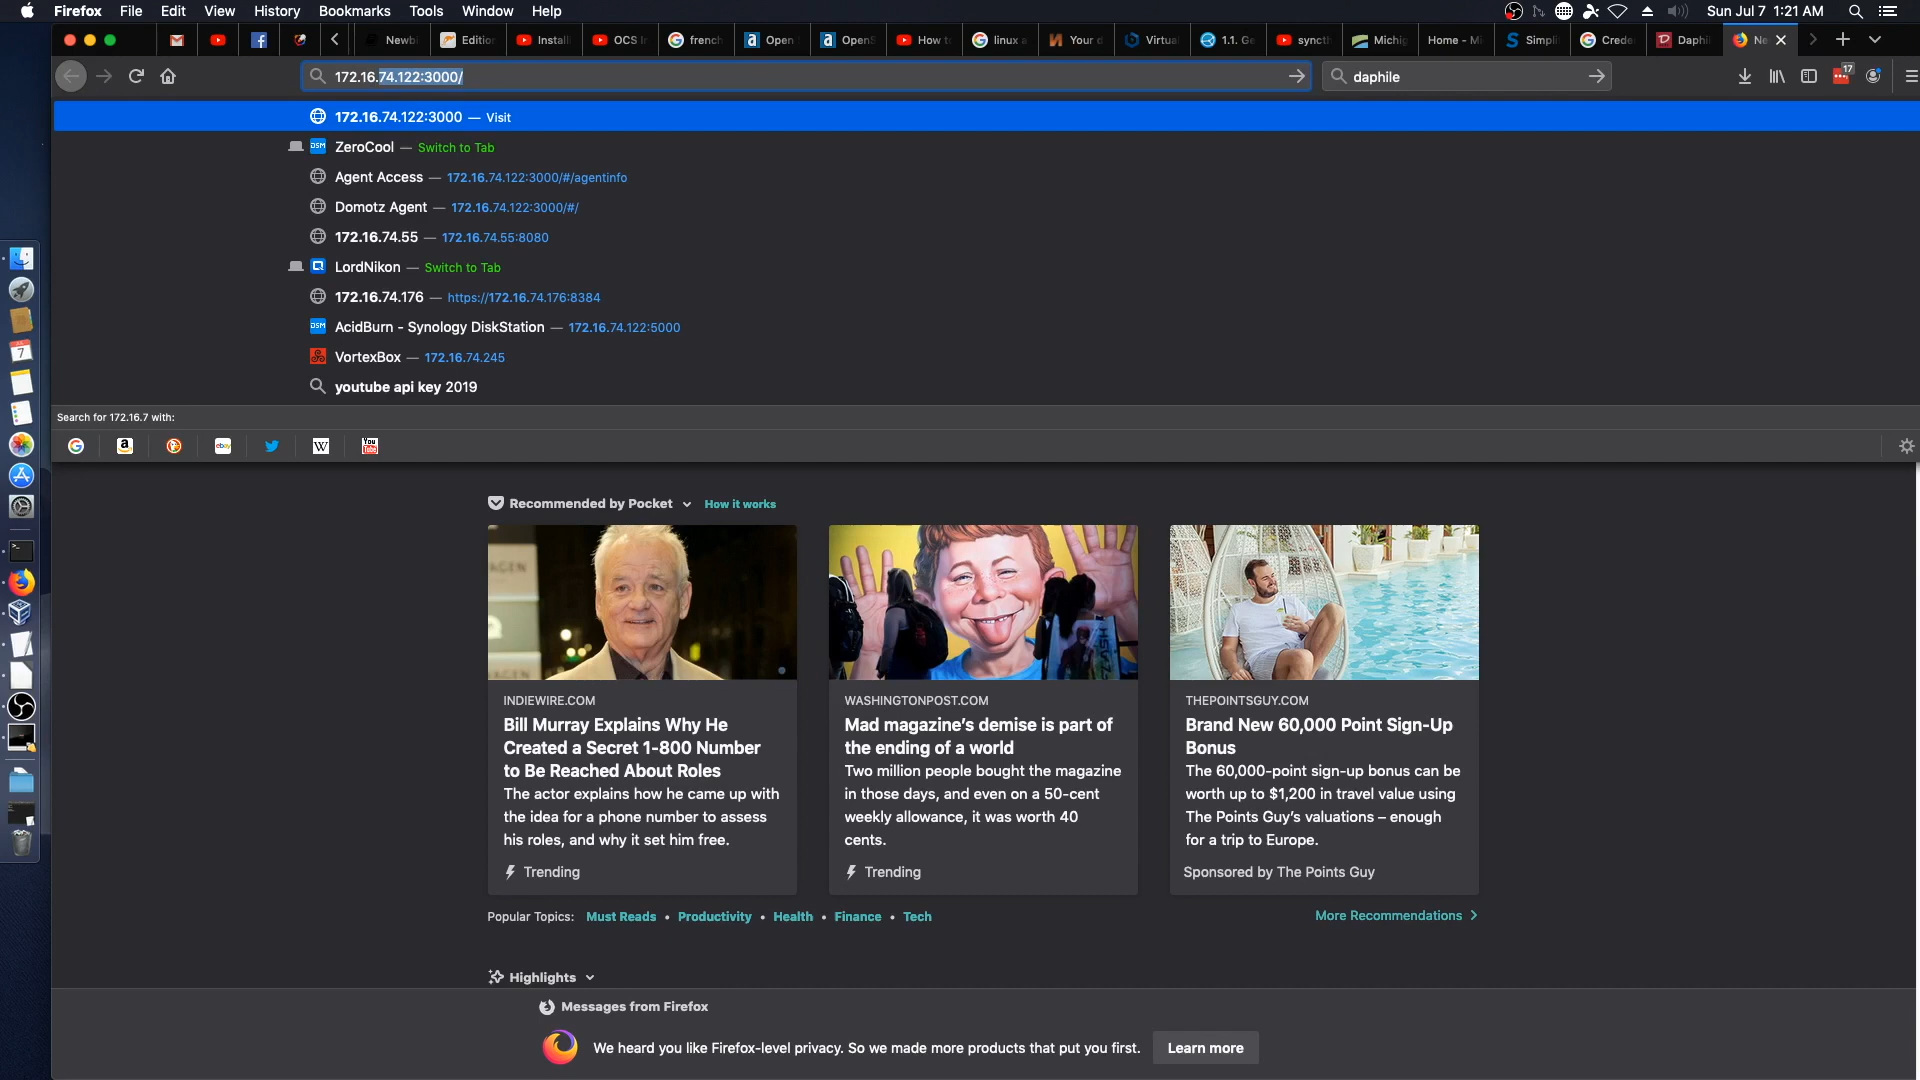 Firefox File Edit View History Bookmarks Tools Window Help Sun Jul 7 1:21 AM
Newbi Edition Install OCS In french Open OpenS How to linux a Your d Virtua 1.1. Ge syncth Michig Home - Mi Simpli Crede Daphil Ne
172.16.74.122:3000/ daphile 17
172.16.74.122:3000 — Visit
ZeroCool — Switch to Tab
Agent Access — 172.16.74.122:3000/#/agentinfo
Domotz Agent — 172.16.74.122:3000/#/
172.16.74.55 — 172.16.74.55:8080
LordNikon — Switch to Tab
172.16.74.176 — https://172.16.74.176:8384
AcidBurn - Synology DiskStation — 172.16.74.122:5000
VortexBox — 172.16.74.245
youtube api key 2019
Search for 172.16.7 with:
Recommended by Pocket How it works
INDIEWIRE.COM
Bill Murray Explains Why He
Created a Secret 1-800 Number
to Be Reached About Roles
The actor explains how he came up with
the idea for a phone number to assess
his roles, and why it set him free.
Trending
WASHINGTONPOST.COM
Mad magazine's demise is part of
the ending of a world
Two million people bought the magazine
in those days, and even on a 50-cent
weekly allowance, it was worth 40
cents.
Trending
THEPOINTSGUY.COM
Brand New 60,000 Point Sign-Up
Bonus
The 60,000-point sign-up bonus can be
worth up to $1,200 in travel value using
The Points Guy's valuations – enough
for a trip to Europe.
Sponsored by The Points Guy
Popular Topics: Must Reads • Productivity • Health • Finance • Tech
More Recommendations
Highlights
Messages from Firefox
We heard you like Firefox-level privacy. So we made more products that put you first. Learn more